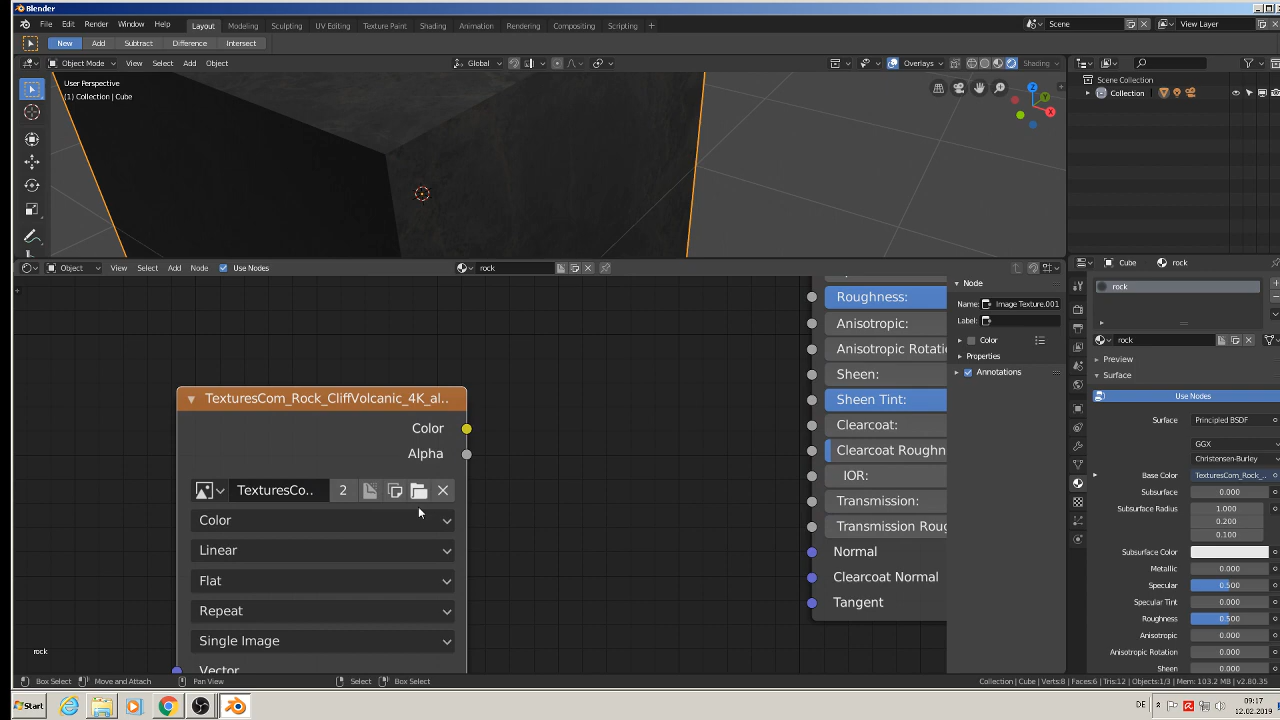 Blender
File Edit Render Window Help Layout Modeling Sculpting UV Editing Texture Paint Shading Animation Rendering Compositing Scripting Scene View Layer
New Add Subtract Difference Intersect
Object Mode View Select Add Object Global Overlays Shading
User Perspective
(1) Collection | Cube
Z
Y
X
Scene Collection
Collection
Object View Select Add Node Use Nodes rock
Cube rock
rock
rock
Preview
Surface
Use Nodes
Surface Principled BSDF
GGX
Christensen-Burley
Base Color TexturesCom_Rock_...
Subsurface 0.000
Subsurface Radius 1.000
0.200
0.100
Subsurface Color
Metallic 0.000
Specular 0.500
Specular Tint 0.000
Roughness 0.500
Anisotropic 0.000
Anisotropic Rotation 0.000
Sheen 0.000
Node
Name: Image Texture.001
Label:
Color
Properties
Annotations
TexturesCom_Rock_CliffVolcanic_4K_al..
Color
Alpha
TexturesCo.. 2
Color
Linear
Flat
Repeat
Single Image
Vector
Roughness:
Anisotropic:
Anisotropic Rotati
Sheen:
Sheen Tint:
Clearcoat:
Clearcoat Roughn
IOR:
Transmission:
Transmission Roug
Normal
Clearcoat Normal
Tangent
rock
Box Select Move and Attach Pan View Select Box Select Collection | Cube | Verts:8 | Faces:6 | Tris:12 | Objects:1/3 | Mem: 103.2 MB | v2.80.35
Start DE 09:17
12.02.2019